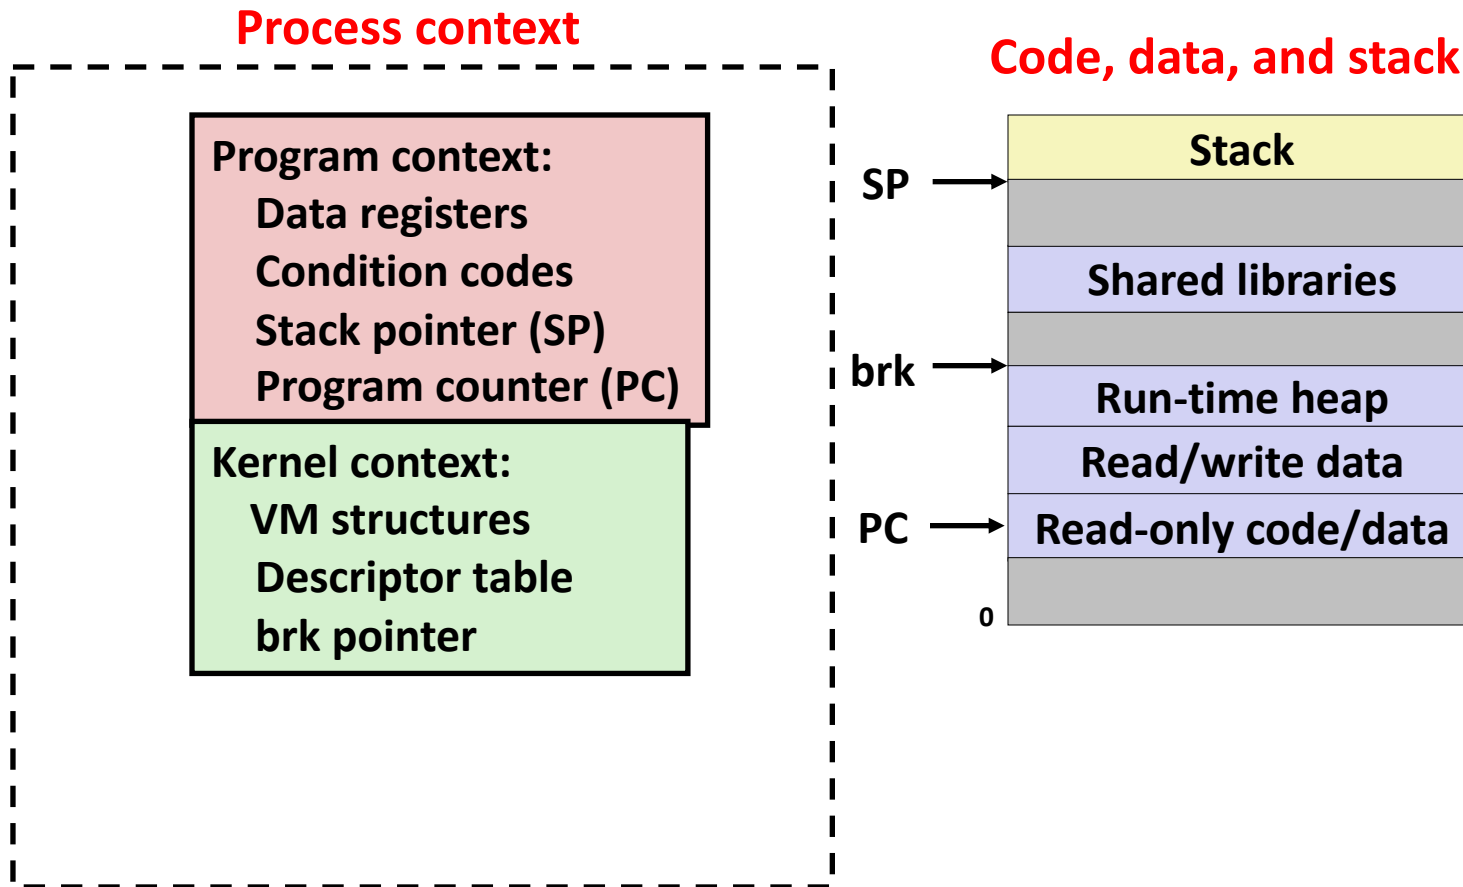 Process context
Program context:
Data registers
Condition codes
Stack pointer (SP)
Program counter (PC)
Kernel context:
VM structures
Descriptor table
brk pointer
Code, data, and stack
Stack
SP
Shared libraries
brk
Run-time heap
Read/write data
PC
Read-only code/data
0